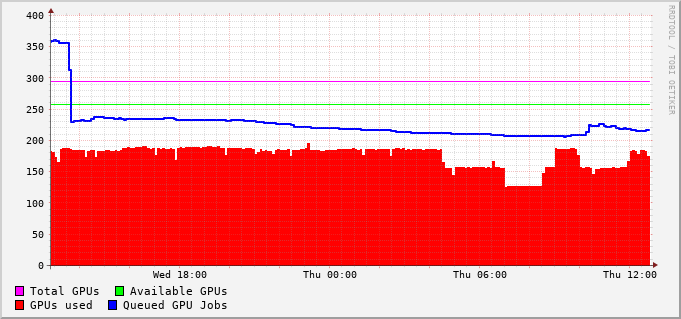 400
350
300
250
200
150
100
50
0
Wed 18:00 Thu 00:00 Thu 06:00 Thu 12:00
Total GPUs Available GPUs
GPUs used Queued GPU Jobs
RRDTOOL / TOBI OETIKER